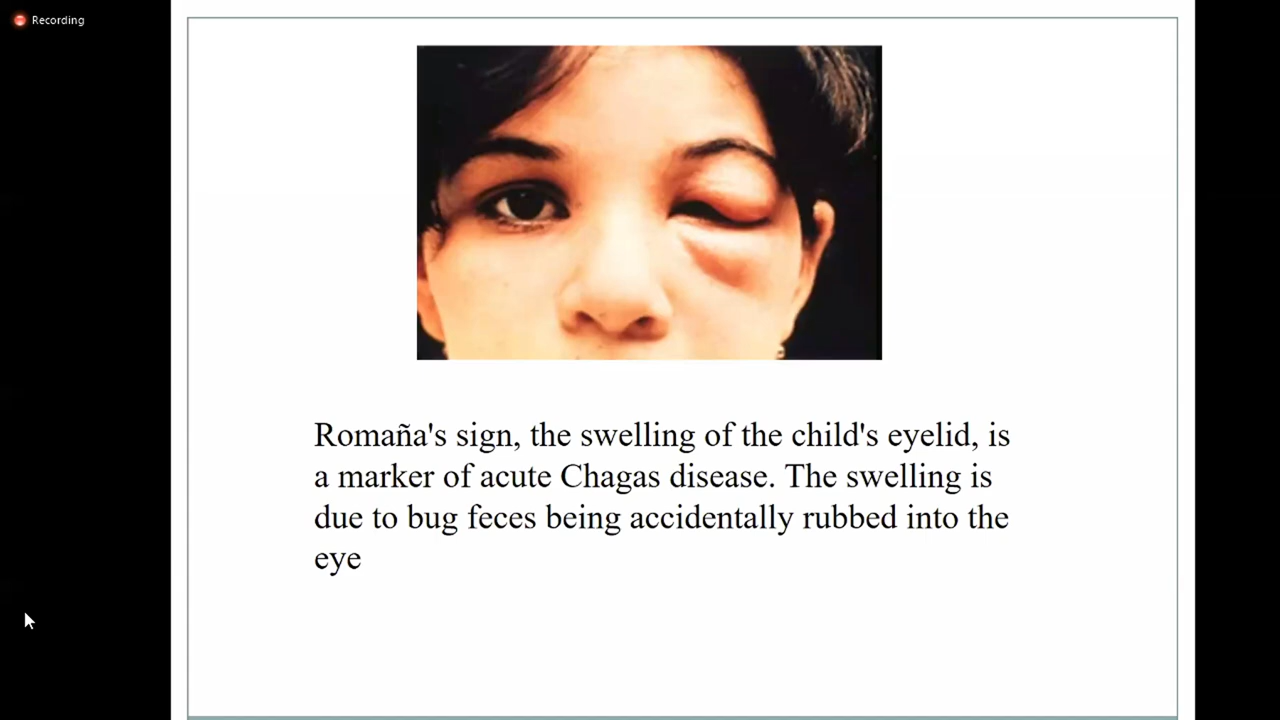 Recording
Romaña's sign, the swelling of the child's eyelid, is
a marker of acute Chagas disease. The swelling is
due to bug feces being accidentally rubbed into the
eye